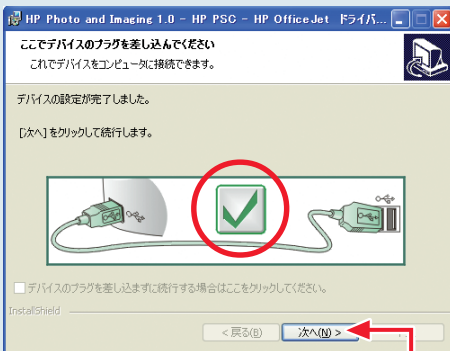 HP Photo and Imaging 1.0 - HP PSC - HP OfficeJet ドライバ...
ここでデバイスのプラグを差し込んでください
これでデバイスをコンピュータに接続できます。
デバイスの設定が完了しました。
[次へ] をクリックして続行します。
デバイスのプラグを差し込まずに続行する場合はここをクリックしてください。
InstallShield
< 戻る(B)
次へ(N) >